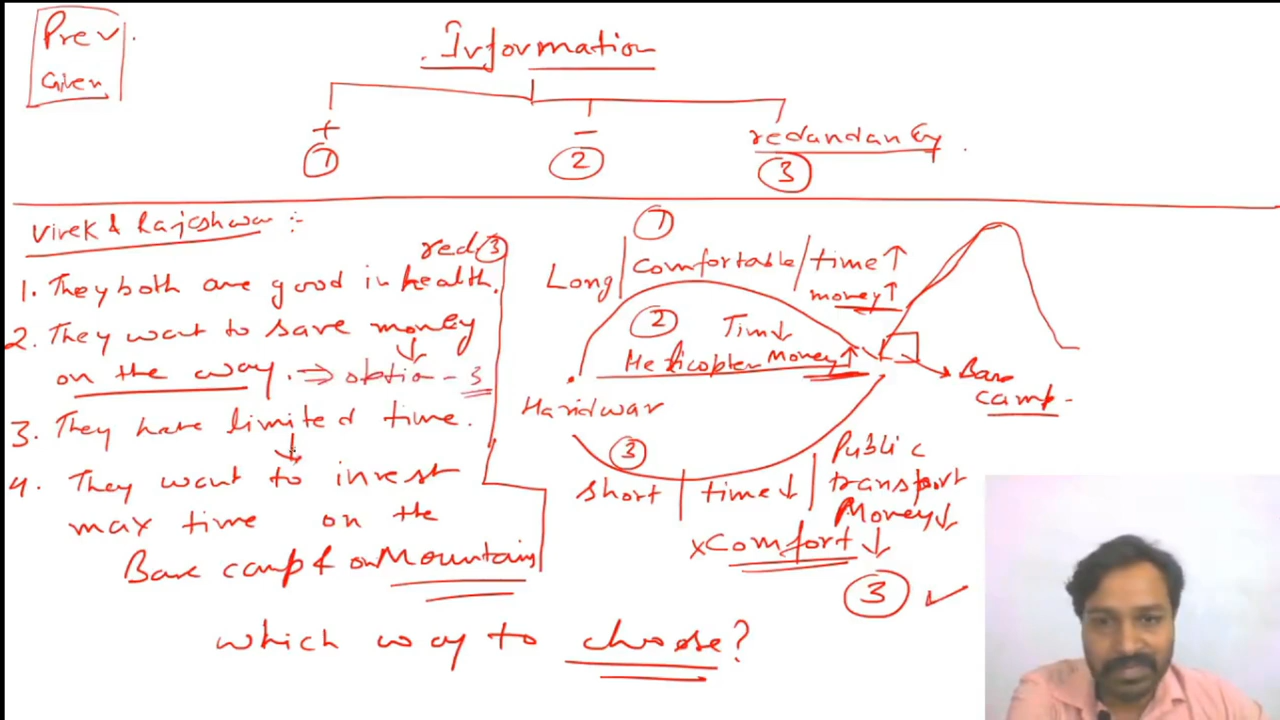 Prev.
Given
Information
+
−
redandancy
1
2
3
Vivek & Rajeshwar :-
red 3
1. They both are good in health.
2. They want to save money
on the way. ⇒ option - 3
3. They have limited time.
4. They want to invest
max time on the
Base camp & on Mountains
which way to choose?
1
Long
Comfortable / time ↑
money ↑
2
Time ↓
Helicopter Money ↑
Haridwar
Base
camp -
3
short
time ↓
Public
transport
Money ↓
x Comfort ↓
3 ✓